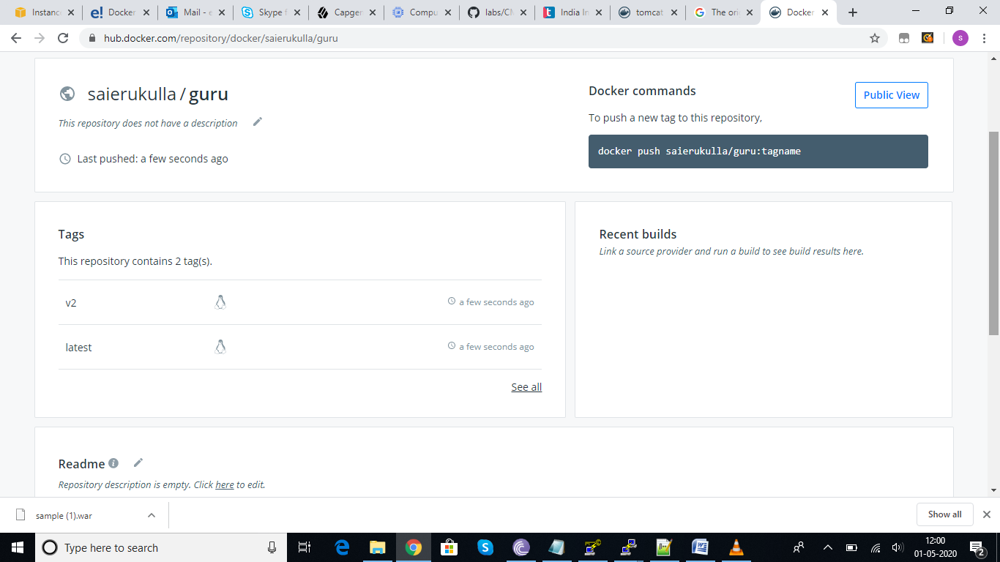 Instance
Docker
Mail - e
Skype f
Capger
Compu
labs/CM
India In
tomcat
The ori
Docker
hub.docker.com/repository/docker/saierukulla/guru
s
saierukulla / guru
This repository does not have a description
Last pushed: a few seconds ago
Docker commands
Public View
To push a new tag to this repository,
docker push saierukulla/guru:tagname
Tags
This repository contains 2 tag(s).
v2
a few seconds ago
latest
a few seconds ago
See all
Recent builds
Link a source provider and run a build to see build results here.
Readme
Repository description is empty. Click here to edit.
sample (1).war
Show all
Type here to search
12:00
01-05-2020
2